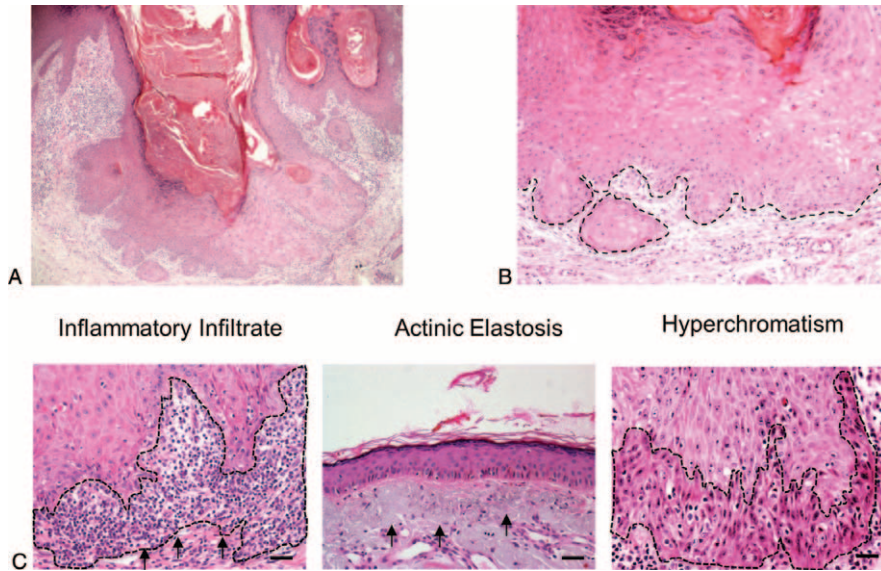 A
B
Inflammatory Infiltrate
Actinic Elastosis
Hyperchromatism
C